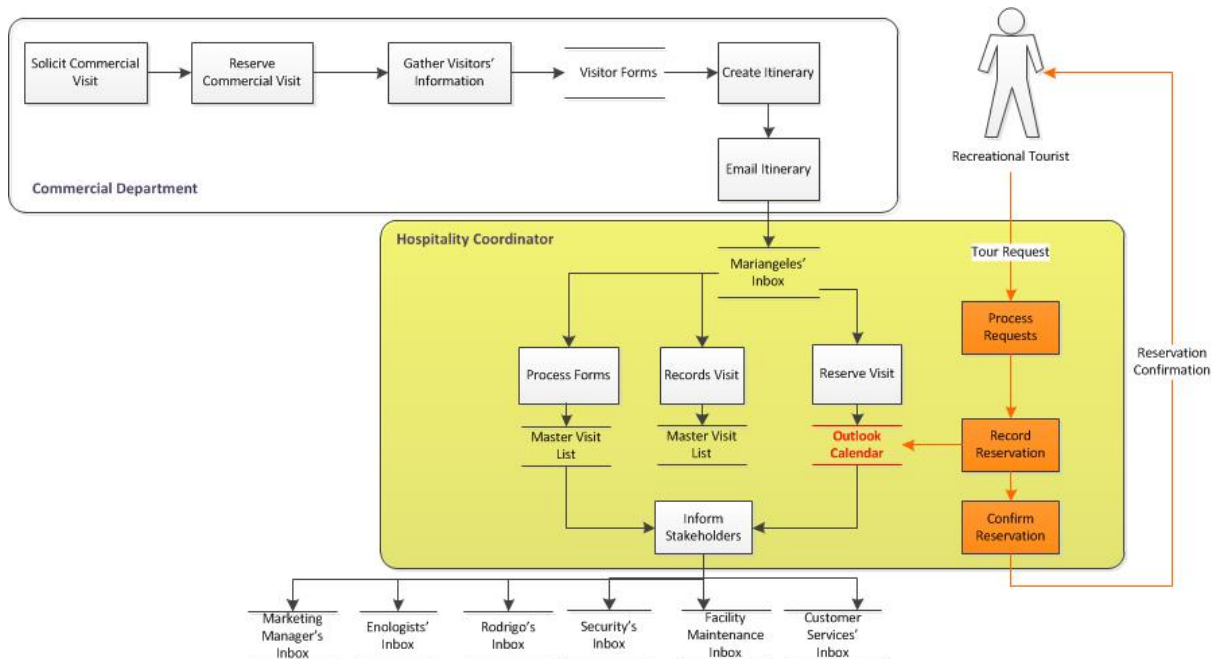 Solicit Commercial
Visit
Reserve
Commercial Visit
Gather Visitors'
Information
Visitor Forms
Create Itinerary
Email Itinerary
Commercial Department
Recreational Tourist
Hospitality Coordinator
Mariangeles'
Inbox
Tour Request
Process
Requests
Reservation
Confirmation
Process Forms
Records Visit
Reserve Visit
Master Visit
List
Master Visit
List
Outlook
Calendar
Record
Reservation
Inform
Stakeholders
Confirm
Reservation
Marketing
Manager's
Inbox
Enologists'
Inbox
Rodrigo's
Inbox
Security's
Inbox
Facility
Maintenance
Inbox
Customer
Services'
Inbox